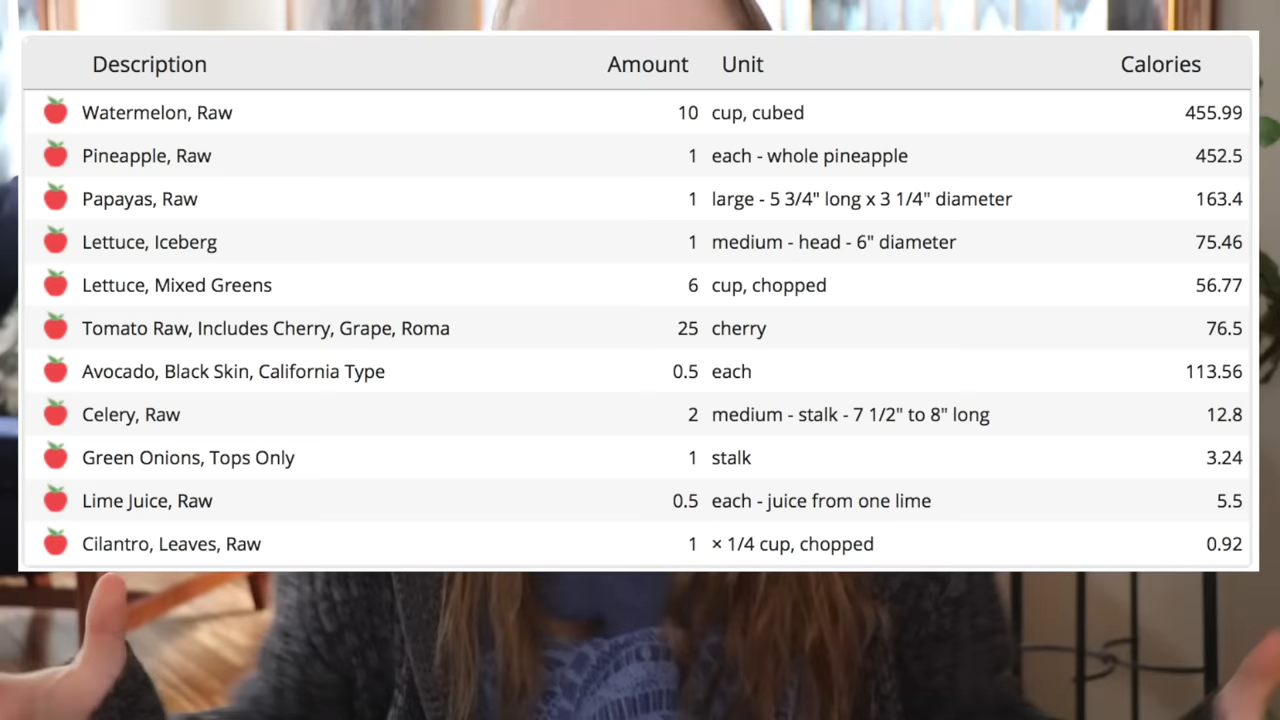 Description Amount Unit Calories
Watermelon, Raw 10 cup, cubed 455.99
Pineapple, Raw 1 each - whole pineapple 452.5
Papayas, Raw 1 large - 5 3/4" long x 3 1/4" diameter 163.4
Lettuce, Iceberg 1 medium - head - 6" diameter 75.46
Lettuce, Mixed Greens 6 cup, chopped 56.77
Tomato Raw, Includes Cherry, Grape, Roma 25 cherry 76.5
Avocado, Black Skin, California Type 0.5 each 113.56
Celery, Raw 2 medium - stalk - 7 1/2" to 8" long 12.8
Green Onions, Tops Only 1 stalk 3.24
Lime Juice, Raw 0.5 each - juice from one lime 5.5
Cilantro, Leaves, Raw 1 × 1/4 cup, chopped 0.92